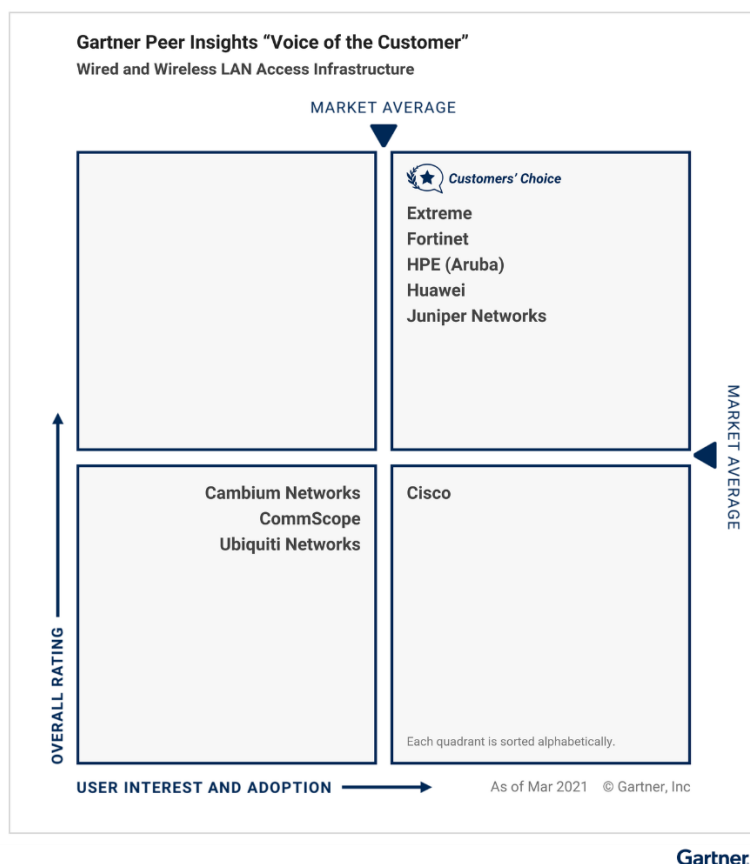 Gartner Peer Insights “Voice of the Customer”
Wired and Wireless LAN Access Infrastructure
MARKET AVERAGE
Customers’ Choice
Extreme
Fortinet
HPE (Aruba)
Huawei
Juniper Networks
MARKET AVERAGE
Cambium Networks
CommScope
Ubiquiti Networks
Cisco
OVERALL RATING
Each quadrant is sorted alphabetically.
USER INTEREST AND ADOPTION
As of Mar 2021 © Gartner, Inc
Gartner